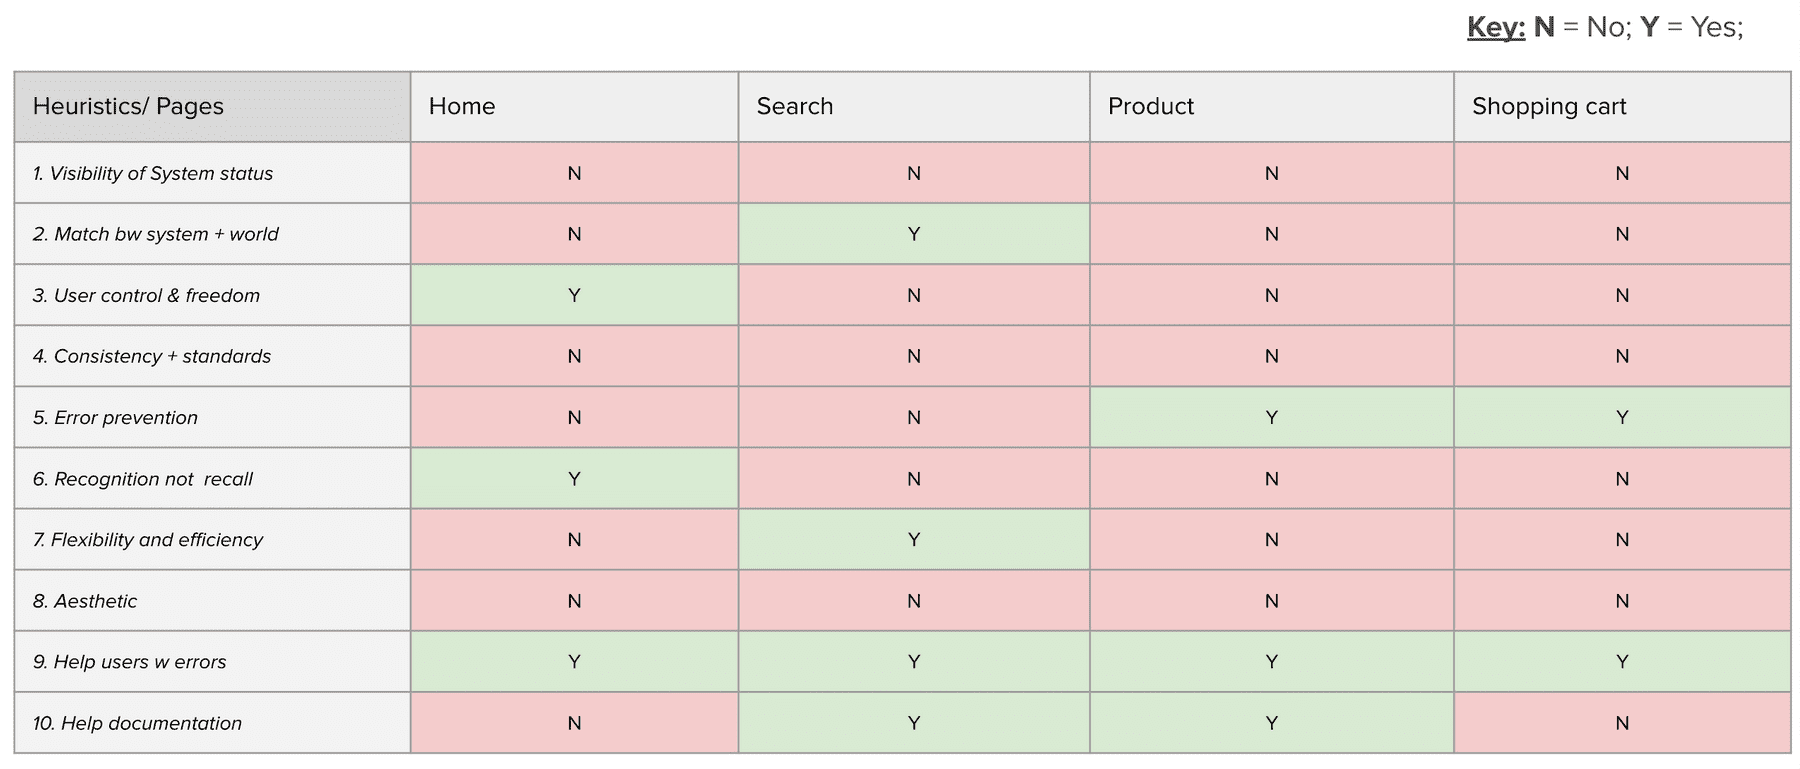 Key: N = No; Y = Yes;
Heuristics/ Pages Home Search Product Shopping cart
1. Visibility of System status N N N N
2. Match bw system + world N Y N N
3. User control & freedom Y N N N
4. Consistency + standards N N N N
5. Error prevention N N Y Y
6. Recognition not  recall Y N N N
7. Flexibility and efficiency N Y N N
8. Aesthetic N N N N
9. Help users w errors Y Y Y Y
10. Help documentation N Y Y N